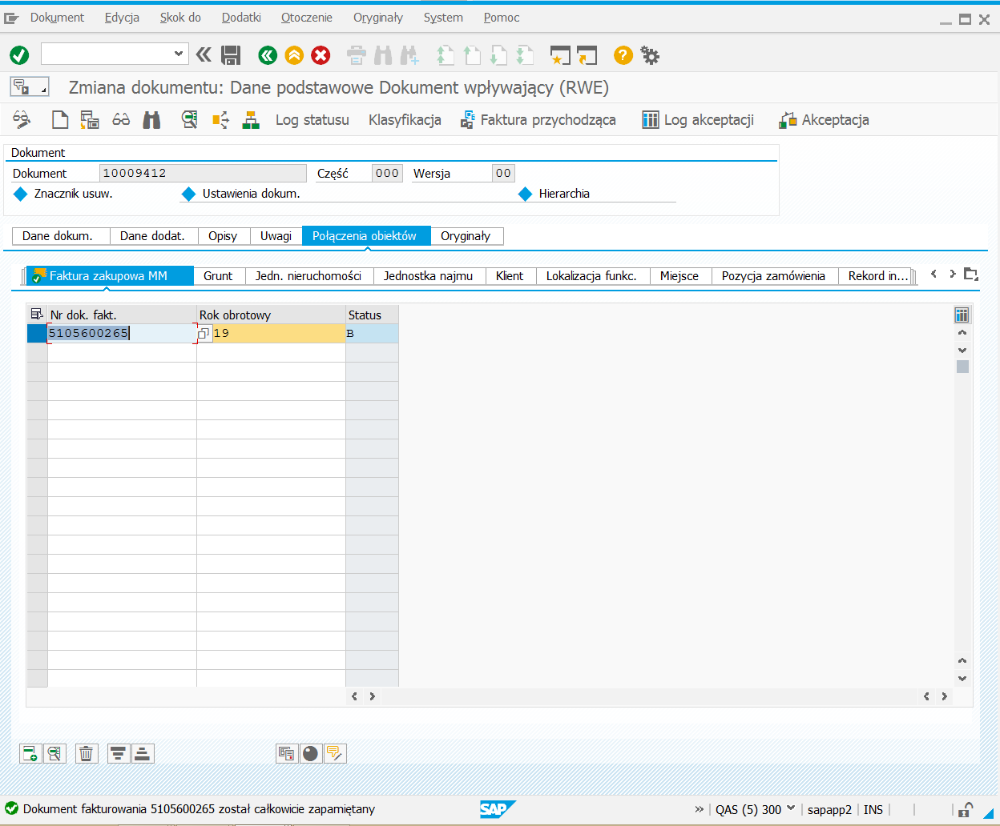 Dokument Edycja Skok do Dodatki Otoczenie Oryginały System Pomoc
Zmiana dokumentu: Dane podstawowe Dokument wpływający (RWE)
Log statusu Klasyfikacja Faktura przychodząca Log akceptacji Akceptacja
Dokument
Dokument 10009412 Część 000 Wersja 00
Znacznik usuw. Ustawienia dokum. Hierarchia
Dane dokum. Dane dodat. Opisy Uwagi Połączenia obiektów Oryginały
Faktura zakupowa MM Grunt Jedn. nieruchomości Jednostka najmu Klient Lokalizacja funkc. Miejsce Pozycja zamówienia Rekord in...
Nr dok. fakt. Rok obrotowy Status
5105600265 19 B
Dokument fakturowania 5105600265 został całkowicie zapamiętany SAP » QAS (5) 300 sapapp2 INS